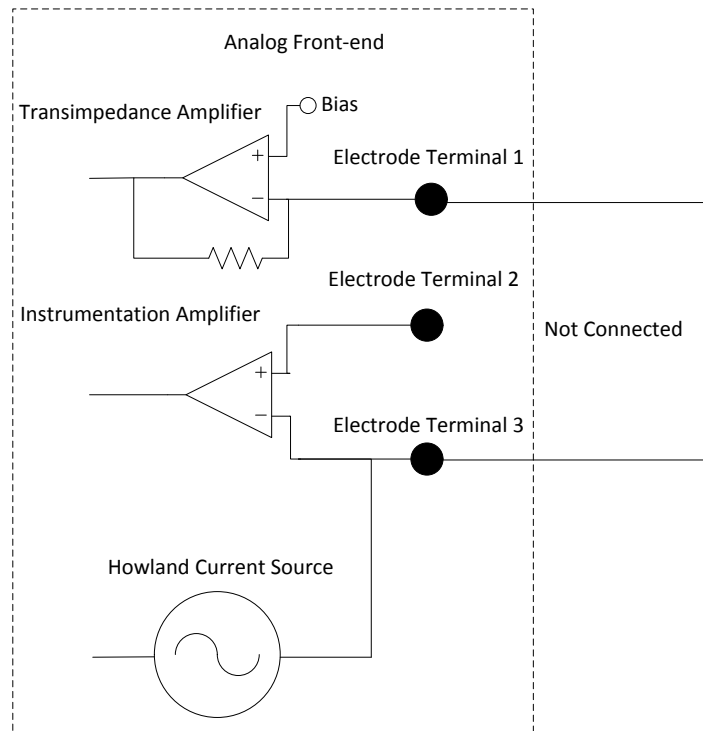 Analog Front-end
Transimpedance Amplifier
Bias
+
−
Electrode Terminal 1
Electrode Terminal 2
Instrumentation Amplifier
Not Connected
+
−
Electrode Terminal 3
Howland Current Source